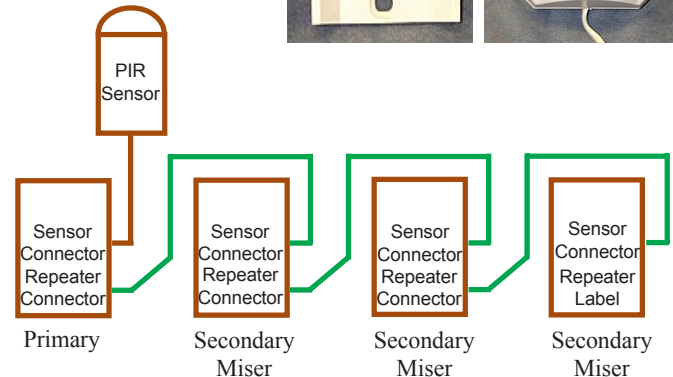 PIR
Sensor
Sensor
Connector
Repeater
Connector
Primary
Sensor
Connector
Repeater
Connector
Secondary
Miser
Sensor
Connector
Repeater
Connector
Secondary
Miser
Sensor
Connector
Repeater
Label
Secondary
Miser